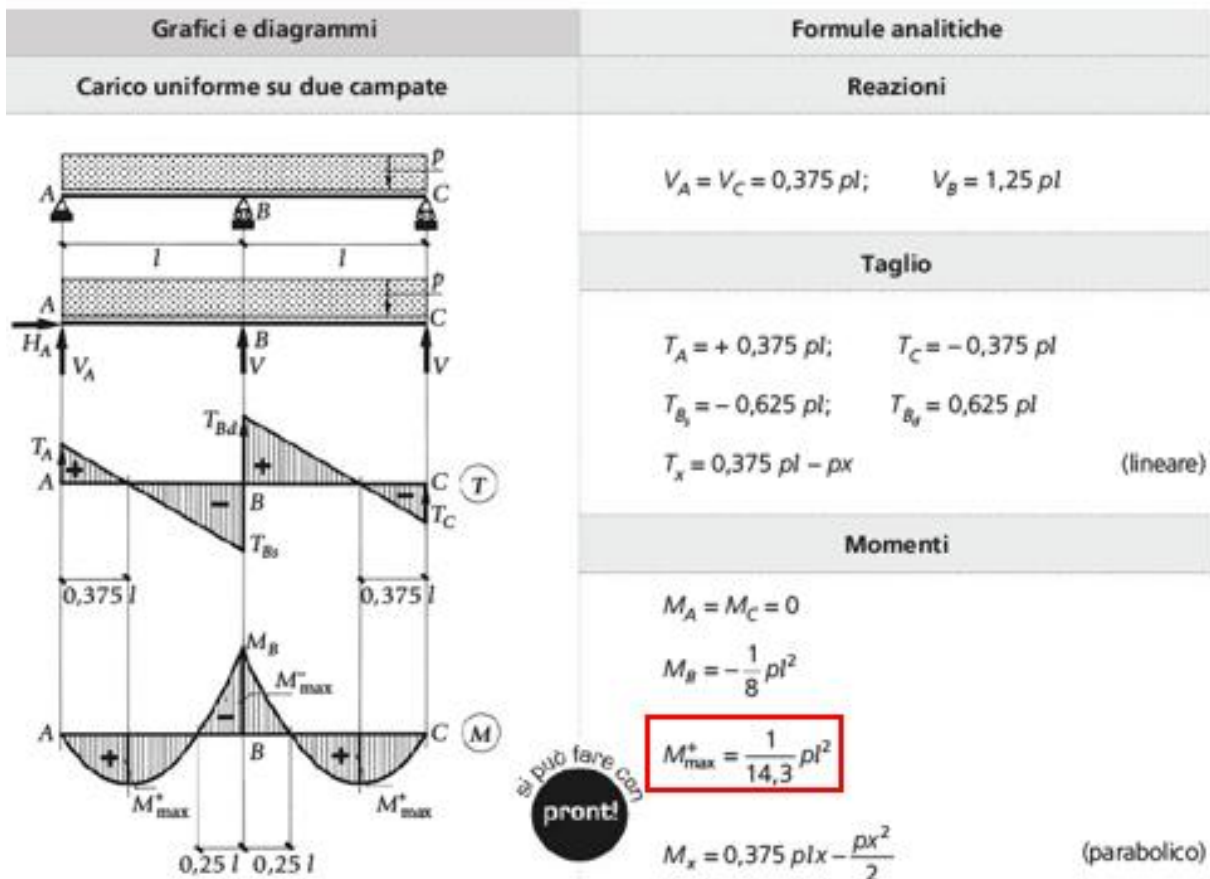 Grafici e diagrammi
Formule analitiche
Carico uniforme su due campate
Reazioni
p
A
B
C
l
l
p
A
B
C
H_A
V_A
V
V
V_A = V_C = 0,375 pl; V_B = 1,25 pl
Taglio
T_A = + 0,375 pl; T_C = – 0,375 pl
T_Bs = – 0,625 pl; T_Bd = 0,625 pl
T_x = 0,375 pl – px (lineare)
T_Bd
T_A
+
+
A
–
B
–
C
T
T_C
T_Bs
0,375 l
0,375 l
Momenti
M_A = M_C = 0
M_B = – 1/8 pl²
M⁺max = 1/14,3 pl²
M_x = 0,375 plx – px²/2 (parabolico)
M_B
M⁻max
–
A
B
C
M
+
+
M⁺max
M⁺max
0,25 l 0,25 l
si può fare con
pront!